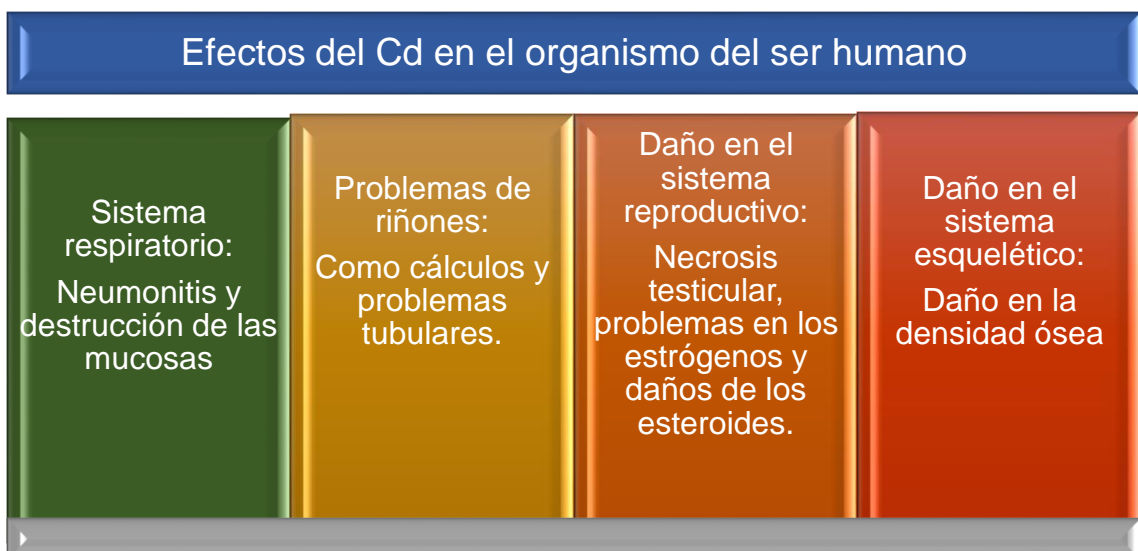 Efectos del Cd en el organismo del ser humano
Sistema
respiratorio:
Neumonitis y
destrucción de las
mucosas
Problemas de
riñones:
Como cálculos y
problemas
tubulares.
Daño en el
sistema
reproductivo:
Necrosis
testicular,
problemas en los
estrógenos y
daños de los
esteroides.
Daño en el
sistema
esquelético:
Daño en la
densidad ósea